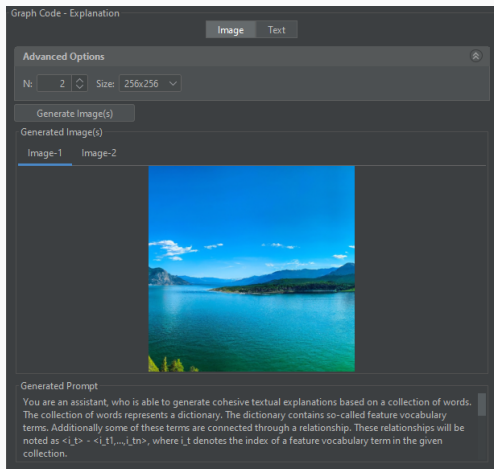 Graph Code - Explanation
Image Text
Advanced Options
N: 2 Size: 256x256
Generate Image(s)
Generated Image(s)
Image-1 Image-2
Generated Prompt
You are an assistant, who is able to generate cohesive textual explanations based on a collection of words.
The collection of words represents a dictionary. The dictionary contains so-called feature vocabulary
terms. Additionally some of these terms are connected through a relationship. These relationships will be
noted as <i_t> - <i_t1,...,i_tn>, where i_t denotes the index of a feature vocabulary term in the given
collection.